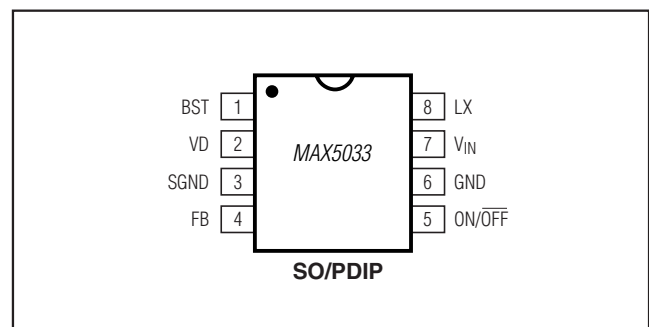 BST 1 8 LX
VD 2 MAX5033 7 VIN
SGND 3 6 GND
FB 4 5 ON/O̅F̅F̅
SO/PDIP